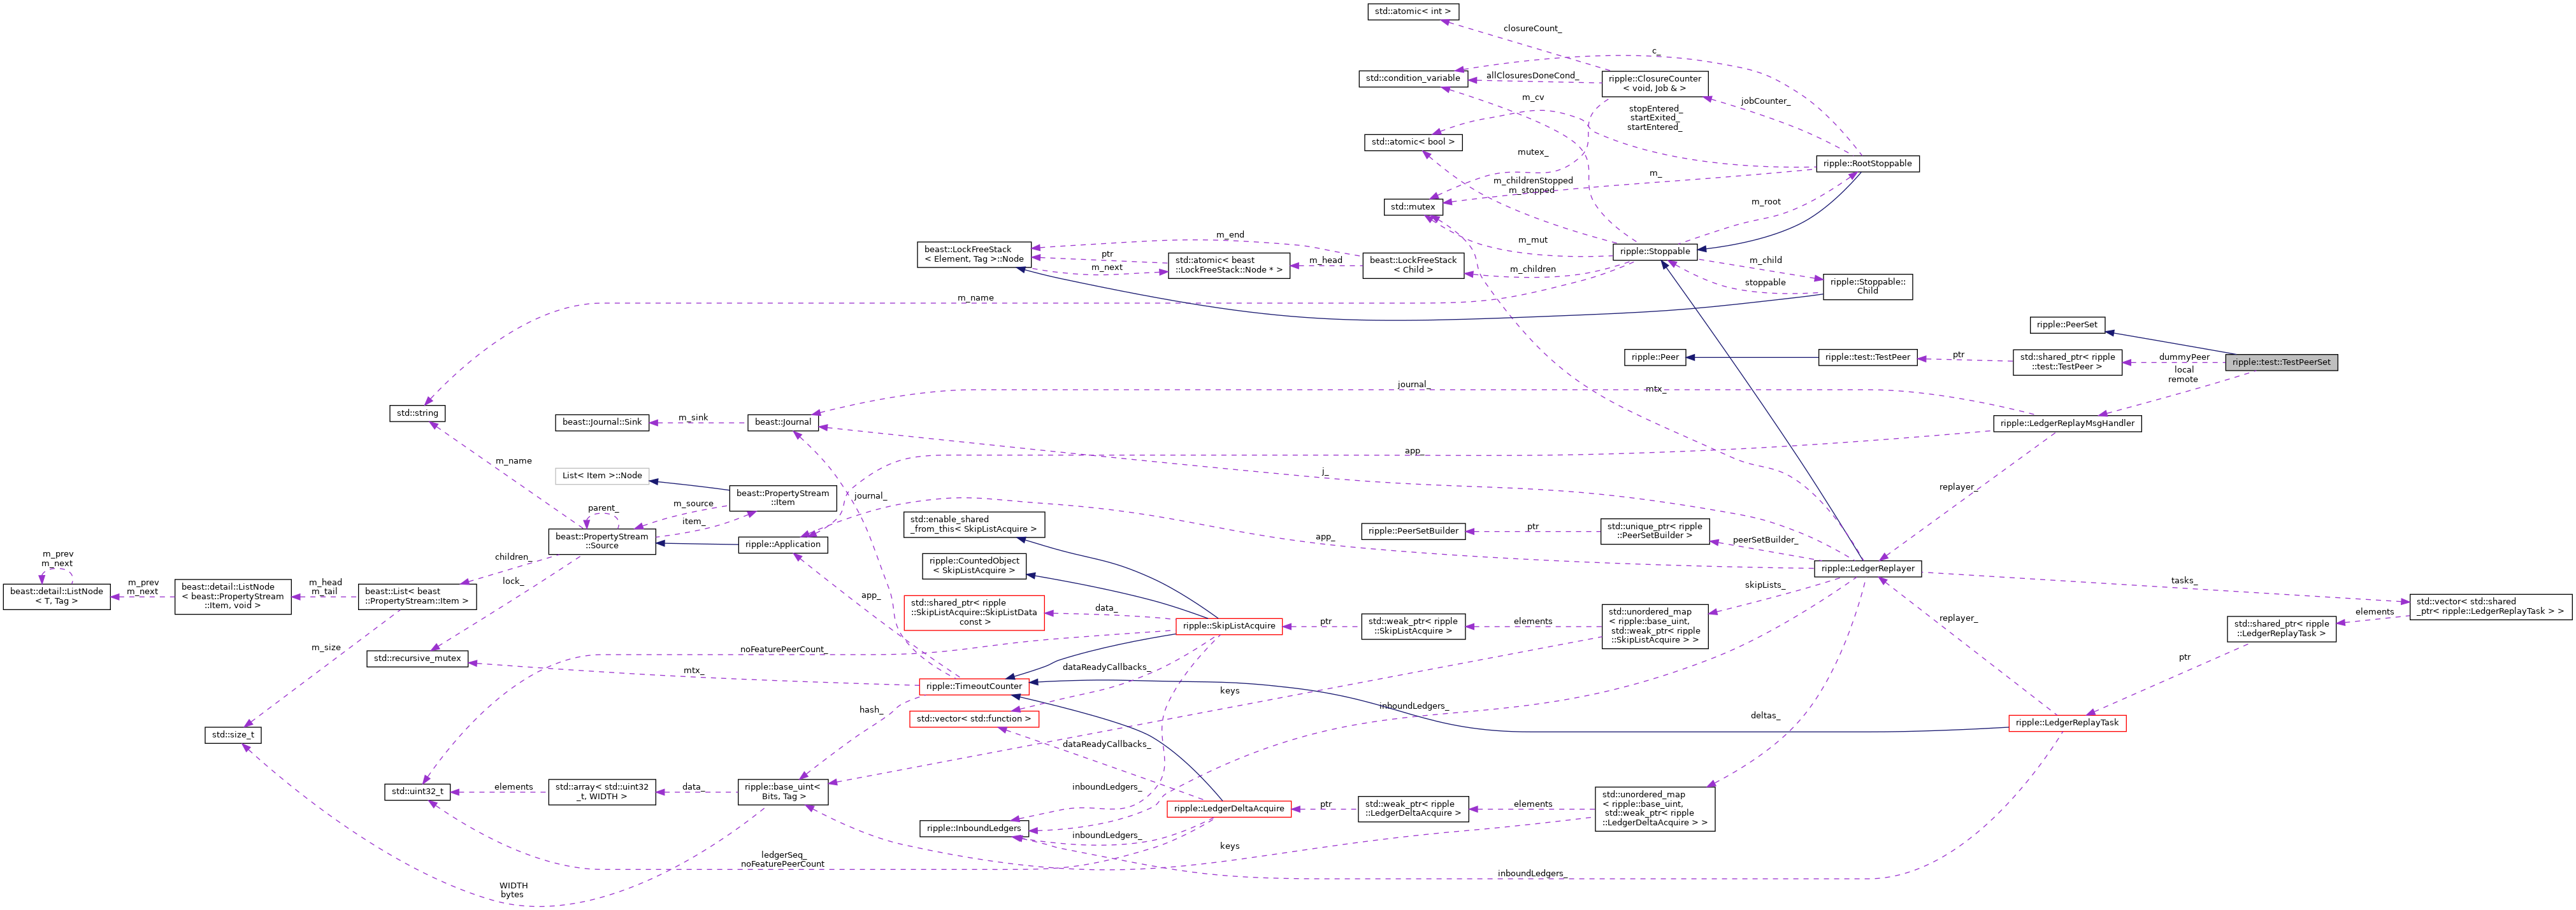 std::atomic< int >
closureCount_
c_
std::condition_variable
allClosuresDoneCond_
ripple::ClosureCounter
< void, Job & >
m_cv
jobCounter_
stopEntered_
startExited_
startEntered_
std::atomic< bool >
mutex_
ripple::RootStoppable
m_
m_childrenStopped
m_stopped
std::mutex
m_root
m_end
m_mut
beast::LockFreeStack
< Element, Tag >::Node
ptr
m_next
std::atomic< beast
::LockFreeStack::Node * >
m_head
beast::LockFreeStack
< Child >
ripple::Stoppable
m_children
m_child
stoppable
ripple::Stoppable::
Child
m_name
ripple::PeerSet
ripple::Peer
ripple::test::TestPeer
ptr
std::shared_ptr< ripple
::test::TestPeer >
dummyPeer
ripple::test::TestPeerSet
local
remote
journal_
mtx_
std::string
beast::Journal::Sink
m_sink
beast::Journal
ripple::LedgerReplayMsgHandler
app_
m_name
List< Item >::Node
j_
beast::PropertyStream
::Item
m_source
item_
journal_
replayer_
parent_
std::enable_shared
_from_this< SkipListAcquire >
ripple::PeerSetBuilder
ptr
std::unique_ptr< ripple
::PeerSetBuilder >
peerSetBuilder_
app_
beast::PropertyStream
::Source
ripple::Application
m_prev
m_next
children_
ripple::CountedObject
< SkipListAcquire >
ripple::LedgerReplayer
lock_
tasks_
skipLists_
beast::detail::ListNode
< T, Tag >
m_prev
m_next
beast::detail::ListNode
< beast::PropertyStream
::Item, void >
m_head
m_tail
beast::List< beast
::PropertyStream::Item >
app_
std::shared_ptr< ripple
::SkipListAcquire::SkipListData
const >
data_
ripple::SkipListAcquire
ptr
std::weak_ptr< ripple
::SkipListAcquire >
elements
std::unordered_map
< ripple::base_uint,
std::weak_ptr< ripple
::SkipListAcquire > >
replayer_
std::shared_ptr< ripple
::LedgerReplayTask >
elements
std::vector< std::shared
_ptr< ripple::LedgerReplayTask > >
m_size
std::recursive_mutex
noFeaturePeerCount_
mtx_
dataReadyCallbacks_
ptr
ripple::TimeoutCounter
keys
hash_
std::vector< std::function >
inboundLedgers_
deltas_
ripple::LedgerReplayTask
std::size_t
dataReadyCallbacks_
std::uint32_t
elements
std::array< std::uint32
_t, WIDTH >
data_
ripple::base_uint<
Bits, Tag >
inboundLedgers_
ripple::LedgerDeltaAcquire
ptr
std::weak_ptr< ripple
::LedgerDeltaAcquire >
elements
std::unordered_map
< ripple::base_uint,
std::weak_ptr< ripple
::LedgerDeltaAcquire > >
ripple::InboundLedgers
inboundLedgers_
keys
ledgerSeq_
noFeaturePeerCount
inboundLedgers_
WIDTH
bytes